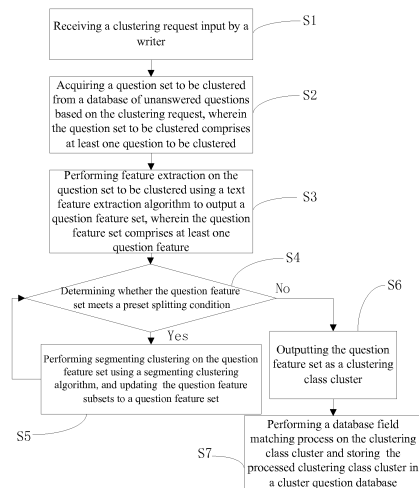 Receiving a clustering request input by a
writer
S1
Acquiring a question set to be clustered
from a database of unanswered questions
based on the clustering request, wherein
the question set to be clustered comprises
at least one question to be clustered
S2
Performing feature extraction on the
question set to be clustered using a text
feature extraction algorithm to output a
question feature set, wherein the question
feature set comprises at least one
question feature
S3
S4
Determining whether the question feature
set meets a preset splitting condition
No
Yes
S6
Performing segmenting clustering on the question
feature set using a segmenting clustering
algorithm, and updating the question feature
subsets to a question feature set
S5
Outputting the question
feature set as a clustering
class cluster
Performing a database field
matching process on the clustering
class cluster and storing the
processed clustering class cluster in
a cluster question database
S7